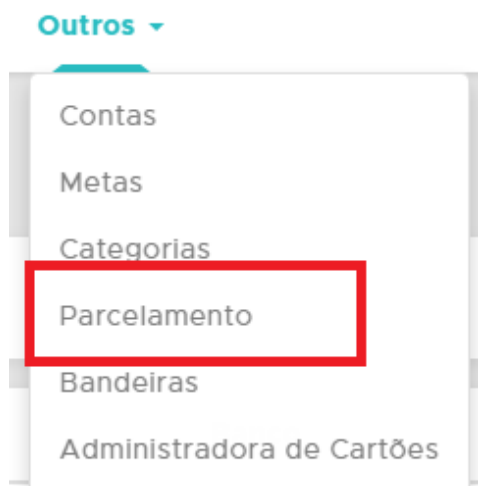 Outros
Contas
Metas
Categorias
Parcelamento
Bandeiras
Administradora de Cartões